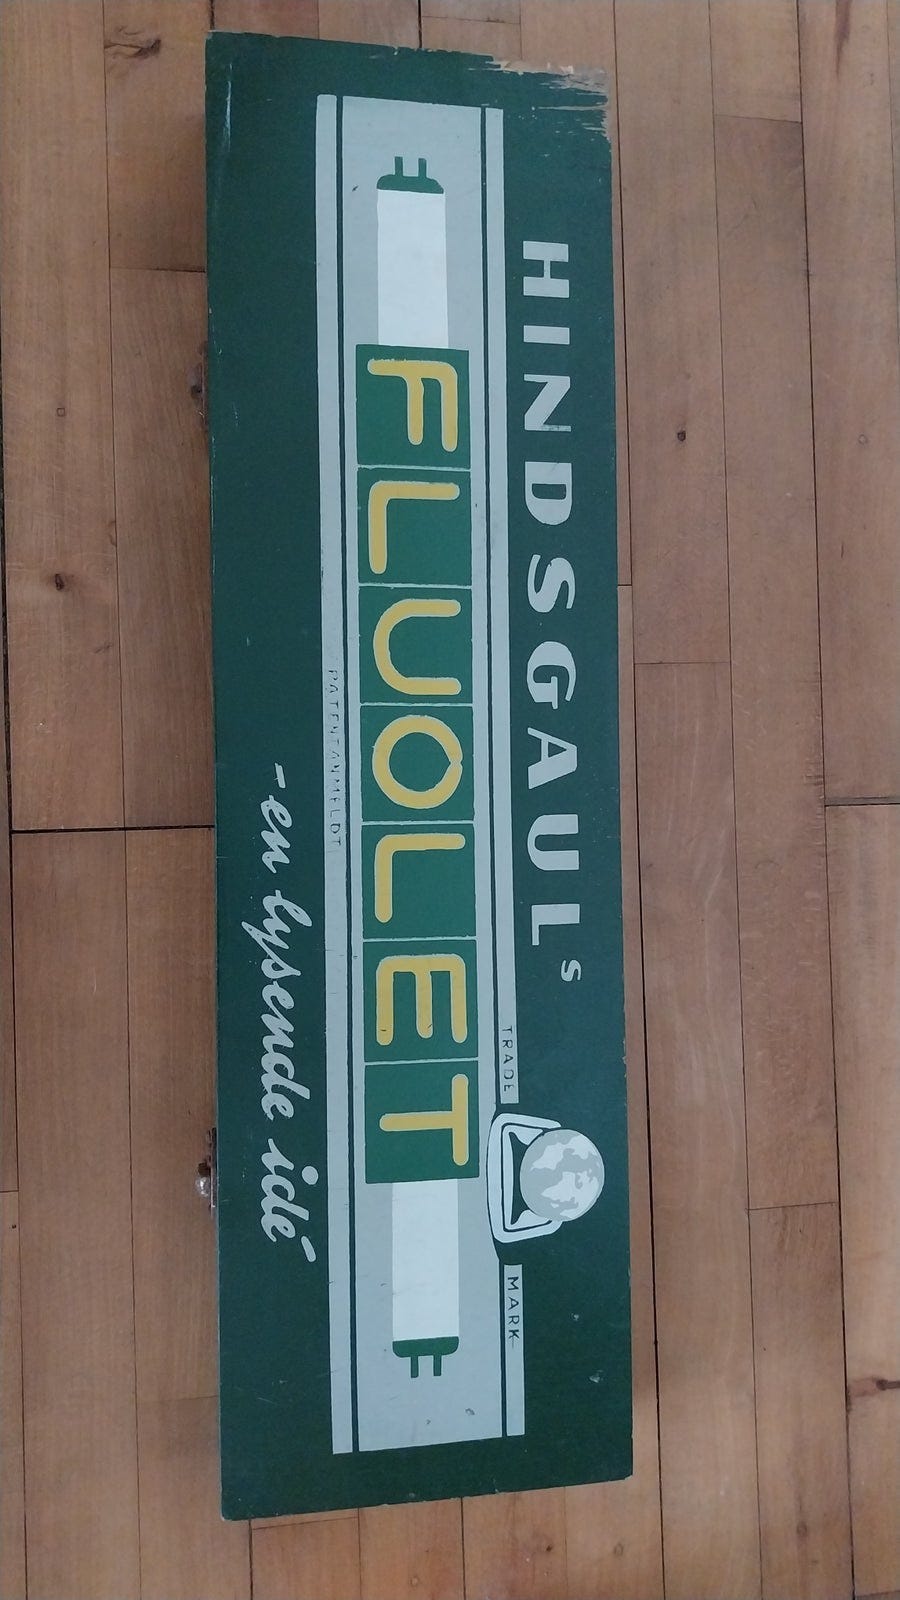 HINDSGAULs
TRADE MARK
FLUOLET
PATENTANMELDT
- en lysende idé